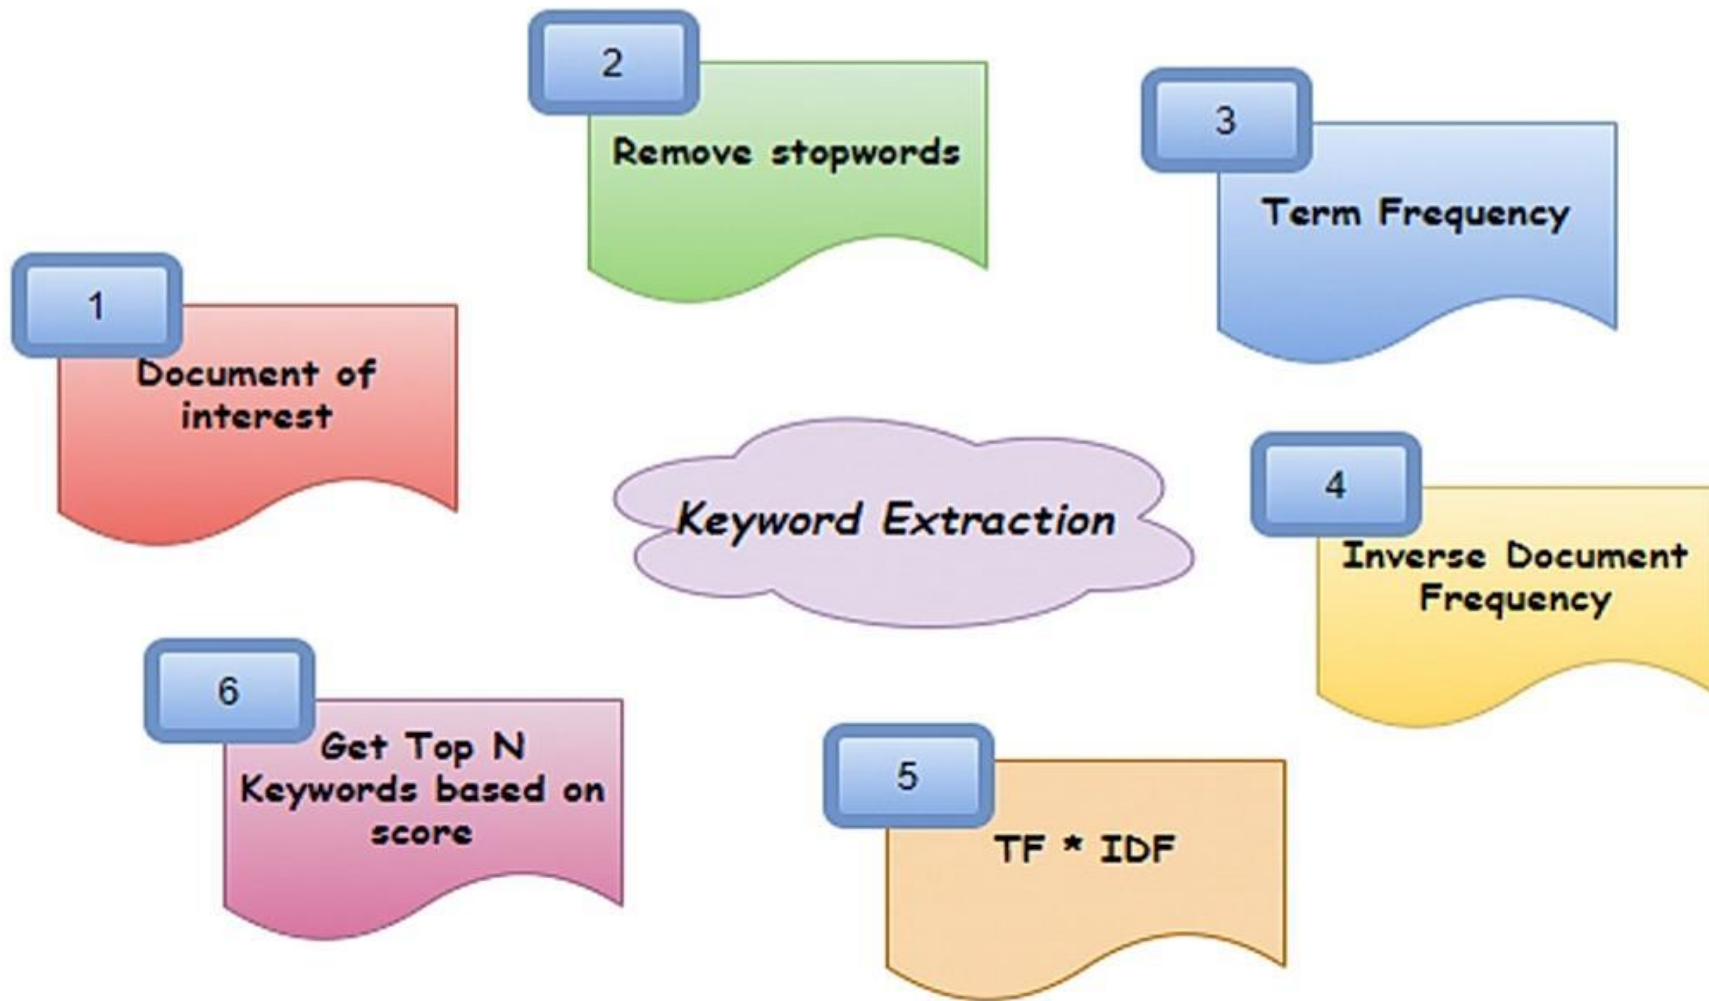 1
Document of
interest
2
Remove stopwords
3
Term Frequency
4
Inverse Document
Frequency
5
TF * IDF
6
Get Top N
Keywords based on
score
Keyword Extraction